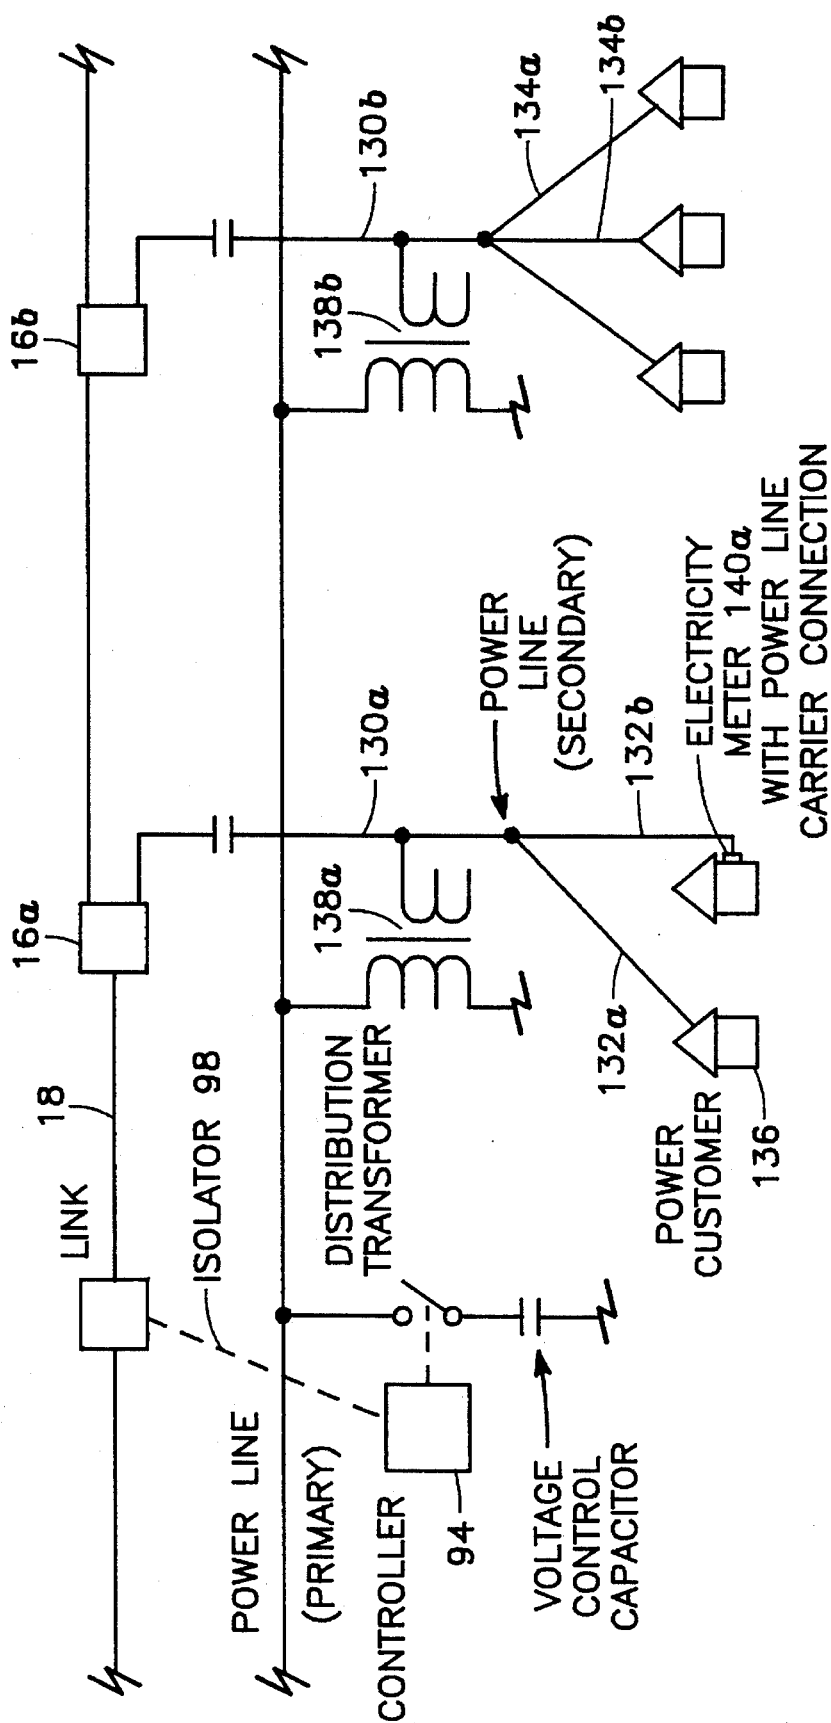 LINK
18
16a
16b
ISOLATOR 98
POWER LINE
(PRIMARY)
CONTROLLER
94
VOLTAGE
CONTROL
CAPACITOR
DISTRIBUTION
TRANSFORMER
138a
130a
POWER
LINE
(SECONDARY)
132a
132b
POWER
CUSTOMER
136
ELECTRICITY
METER 140a
WITH POWER LINE
CARRIER CONNECTION
138b
130b
134a
134b